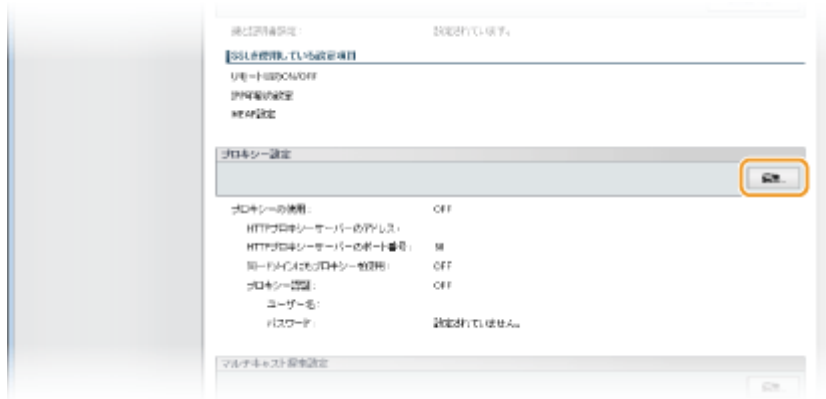 鍵と証明書設定: 設定されています。
SSLを使用している設定項目
リモートUIのON/OFF
IPP印刷の設定
MEAP設定
プロキシー設定
編集...
プロキシーの使用: OFF
HTTPプロキシーサーバーのアドレス:
HTTPプロキシーサーバーのポート番号: 80
同一ドメインにもプロキシーを使用: OFF
プロキシー認証: OFF
ユーザー名:
パスワード: 設定されていません。
マルチキャスト探索設定
編集...